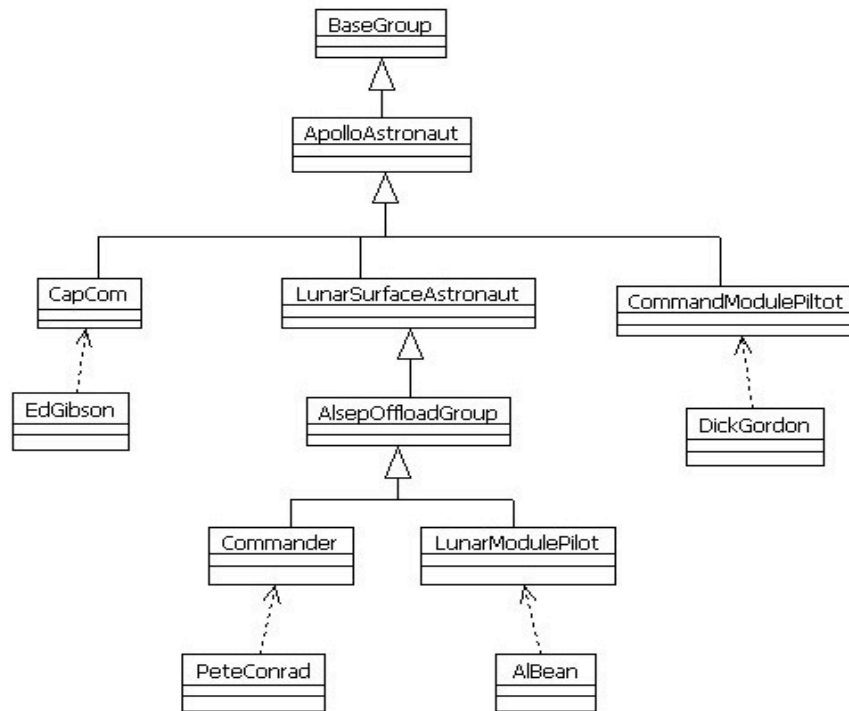 BaseGroup
ApolloAstronaut
CapCom
LunarSurfaceAstronaut
CommandModulePiltot
EdGibson
AlsepOffloadGroup
DickGordon
Commander
LunarModulePilot
PeteConrad
AlBean